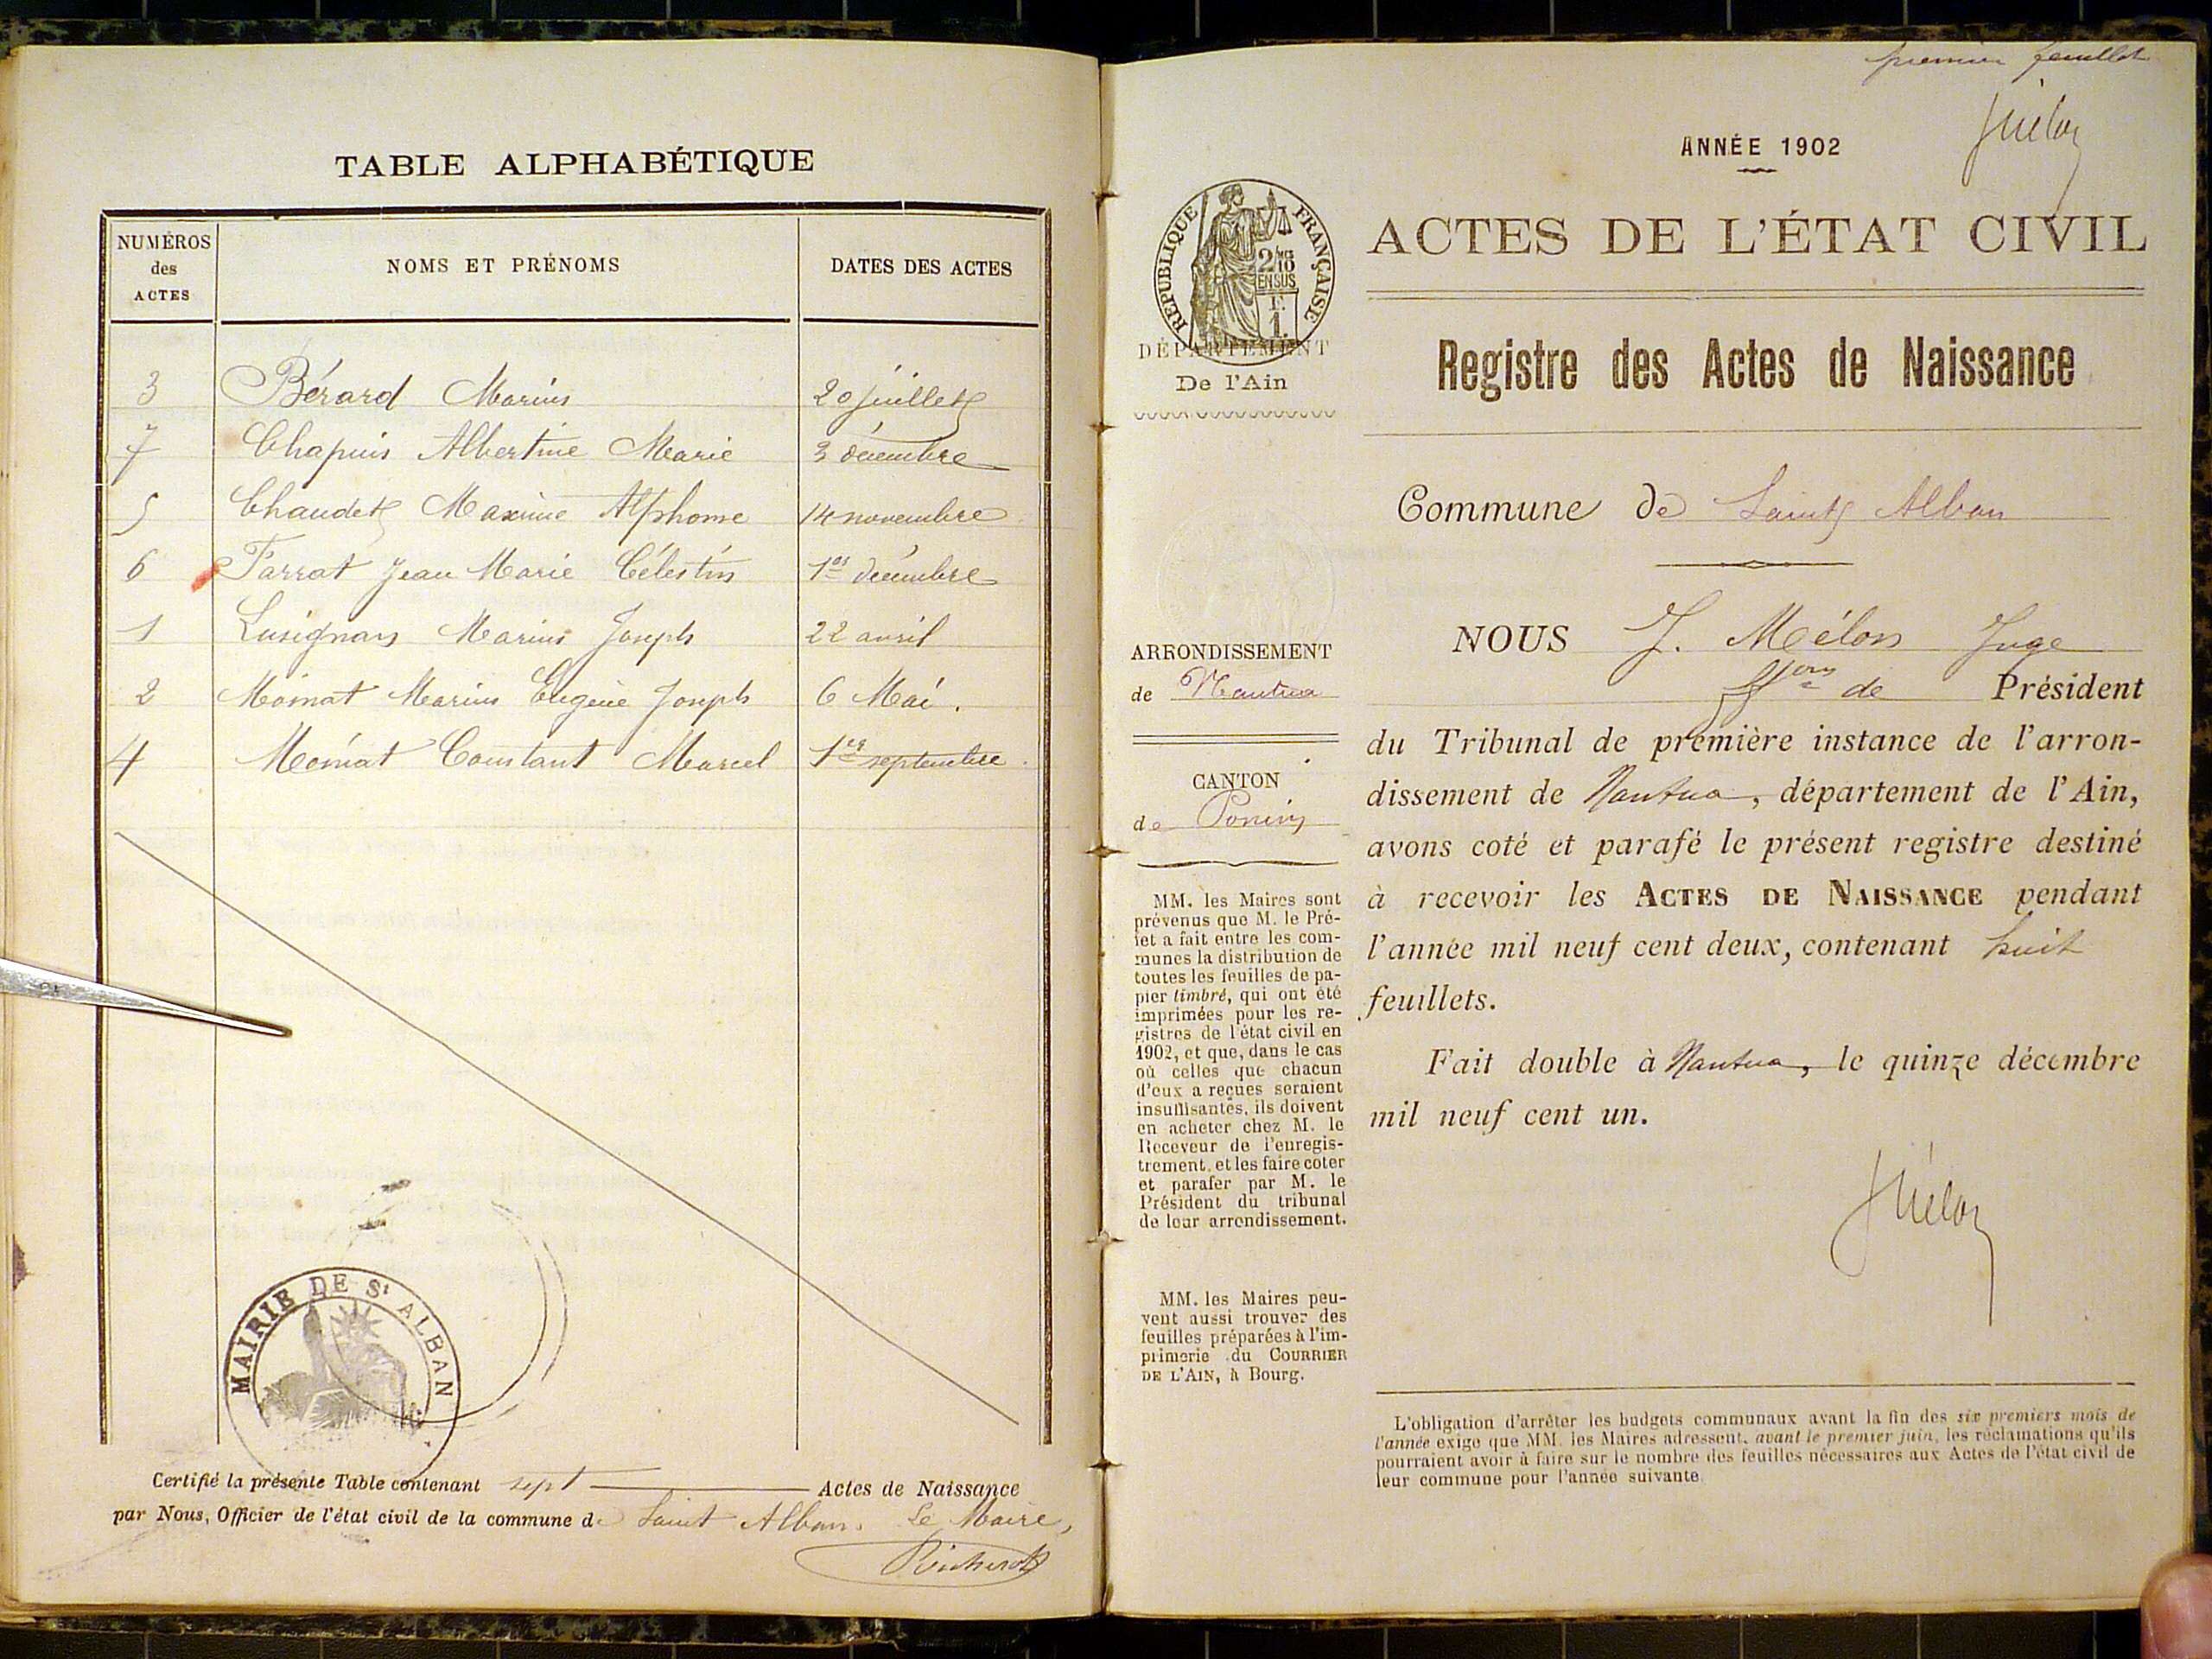 TABLE ALPHABÉTIQUE
NUMÉROS
des
ACTES
NOMS ET PRÉNOMS
DATES DES ACTES
3 Bérard Marius 20 juillet
7 Chapuis Albertine Marie 3 décembre
5 Chaudet Maxime Alphonse 14 novembre
6 Farrat Jean Marie Célestin 1er décembre
1 Lusignan Marius Joseph 22 avril
2 Moinat Marius Eugène Joseph 6 Mai.
4 Moinat Constant Marcel 1er septembre
MAIRIE DE St ALBAN
Certifié la présente Table contenant sept Actes de Naissance
par Nous, Officier de l'état civil de la commune de Saint Alban. Le Maire,
premier feuillet
JMélon
ANNÉE 1902
RÉPUBLIQUE FRANÇAISE
2/10
EN SUS
F.
1.
DÉPARTEMENT
De l'Ain
ARRONDISSEMENT
de Nantua
CANTON
de Poncin
MM. les Maires sont
prévenus que M. le Pré-
fet a fait entre les com-
munes la distribution de
toutes les feuilles de pa-
pier timbré, qui ont été
imprimées pour les re-
gistres de l'état civil en
1902, et que, dans le cas
où celles que chacun
d'eux a reçues seraient
insuffisantes, ils doivent
en acheter chez M. le
Receveur de l'enregis-
trement, et les faire coter
et parafer par M. le
Président du tribunal
de leur arrondissement.
MM. les Maires peu-
vent aussi trouver des
feuilles préparées à l'im-
primerie du COURRIER
DE L'AIN, à Bourg.
ACTES DE L'ÉTAT CIVIL
Registre des Actes de Naissance
Commune de Saint Alban
NOUS J. Mélon Juge
ffons de Président
du Tribunal de première instance de l'arron-
dissement de Nantua, département de l'Ain,
avons coté et parafé le présent registre destiné
à recevoir les ACTES DE NAISSANCE pendant
l'année mil neuf cent deux, contenant huit
feuillets.
Fait double à Nantua, le quinze décembre
mil neuf cent un.
JMélon
L'obligation d'arrêter les budgets communaux avant la fin des six premiers mois de
l'année exige que MM. les Maires adressent, avant le premier juin, les réclamations qu'ils
pourraient avoir à faire sur le nombre des feuilles nécessaires aux Actes de l'état civil de
leur commune pour l'année suivante.